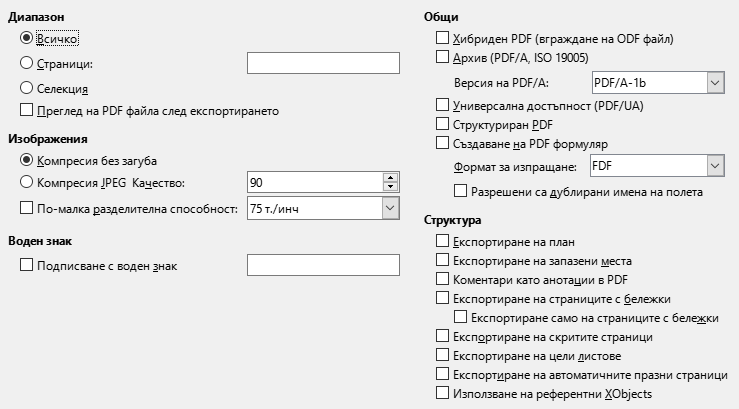 Диапазон
Всичко
Страници:
Селекция
Преглед на PDF файла след експортирането
Изображения
Компресия без загуба
Компресия JPEG Качество: 90
По-малка разделителна способност: 75 т./инч
Воден знак
Подписване с воден знак
Общи
Хибриден PDF (вграждане на ODF файл)
Архив (PDF/A, ISO 19005)
Версия на PDF/A: PDF/A-1b
Универсална достъпност (PDF/UA)
Структуриран PDF
Създаване на PDF формуляр
Формат за изпращане: FDF
Разрешени са дублирани имена на полета
Структура
Експортиране на план
Експортиране на запазени места
Коментари като анотации в PDF
Експортиране на страниците с бележки
Експортиране само на страниците с бележки
Експортиране на скритите страници
Експортиране на цели листове
Експортиране на автоматичните празни страници
Използване на референтни XObjects